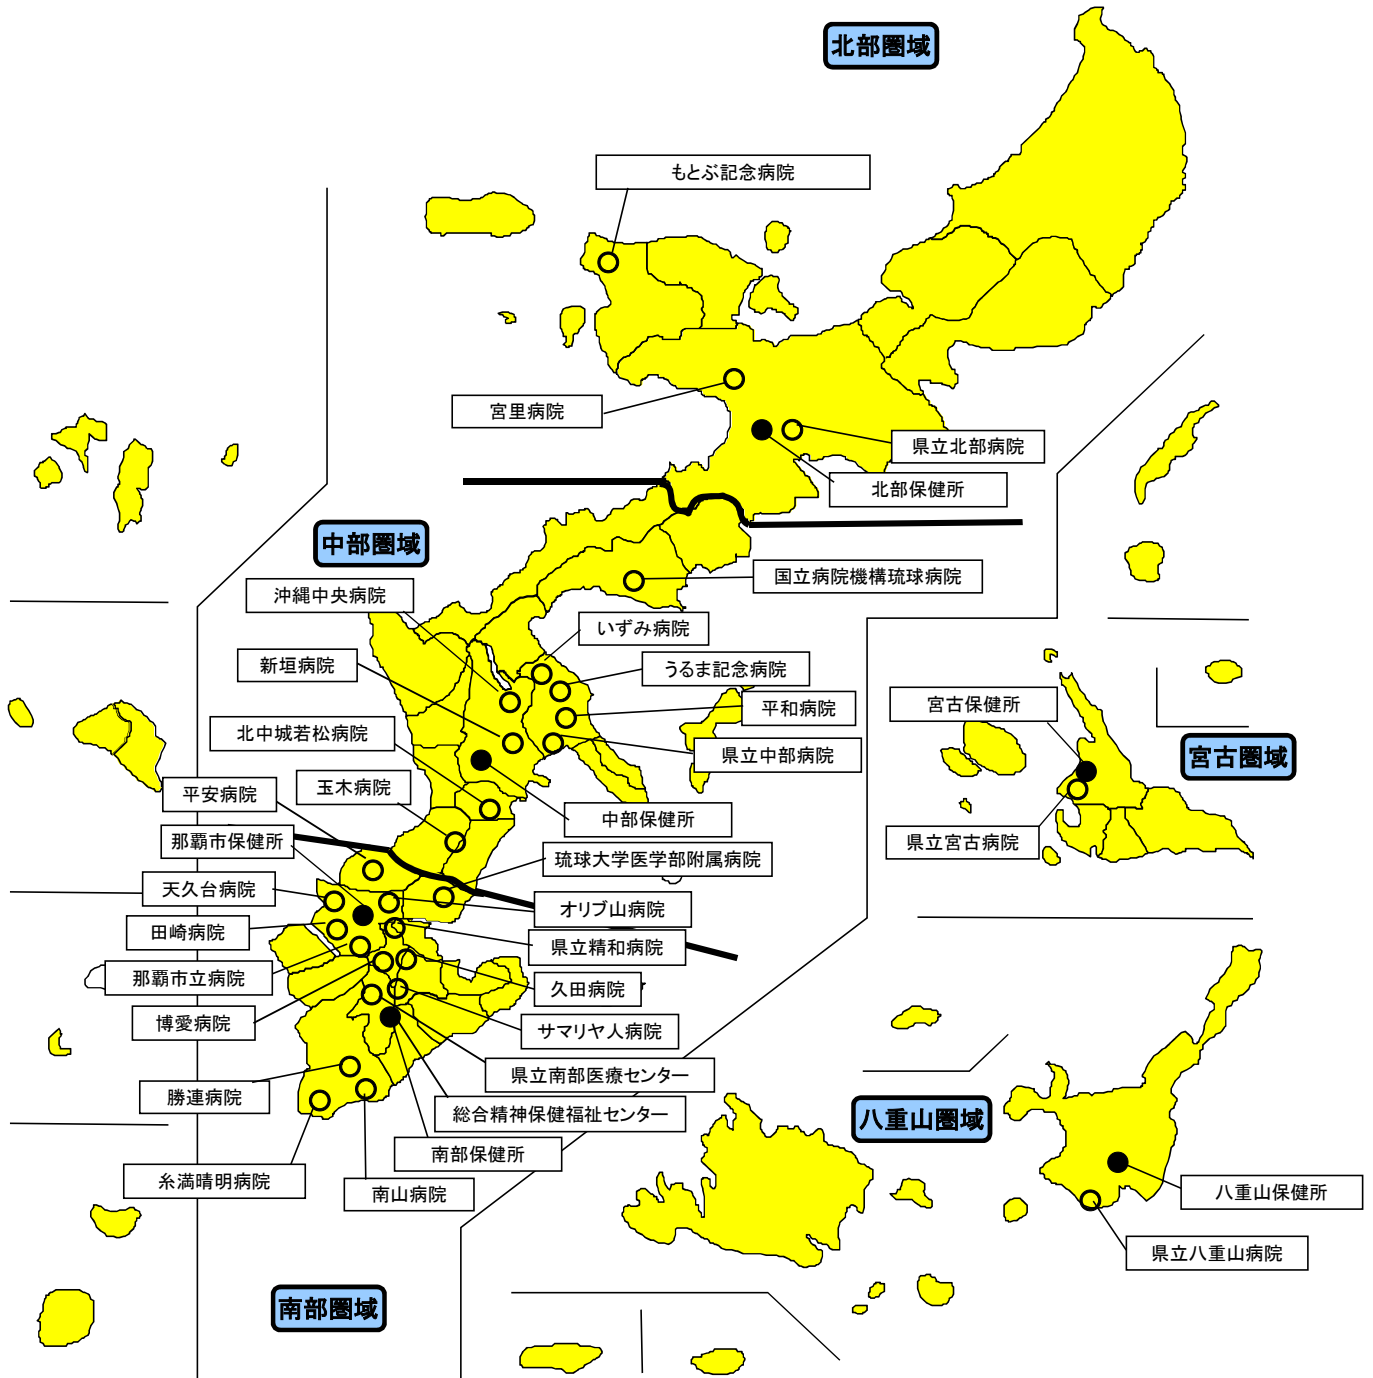 北部圏域
もとぶ記念病院
宮里病院
県立北部病院
北部保健所
中部圏域
国立病院機構琉球病院
沖縄中央病院
いずみ病院
新垣病院
うるま記念病院
平和病院
北中城若松病院
県立中部病院
宮古保健所
宮古圏域
平安病院
玉木病院
中部保健所
那覇市保健所
県立宮古病院
琉球大学医学部附属病院
天久台病院
オリブ山病院
田崎病院
県立精和病院
那覇市立病院
久田病院
博愛病院
サマリヤ人病院
県立南部医療センター
勝連病院
総合精神保健福祉センター
八重山圏域
南部保健所
糸満晴明病院
南山病院
八重山保健所
県立八重山病院
南部圏域